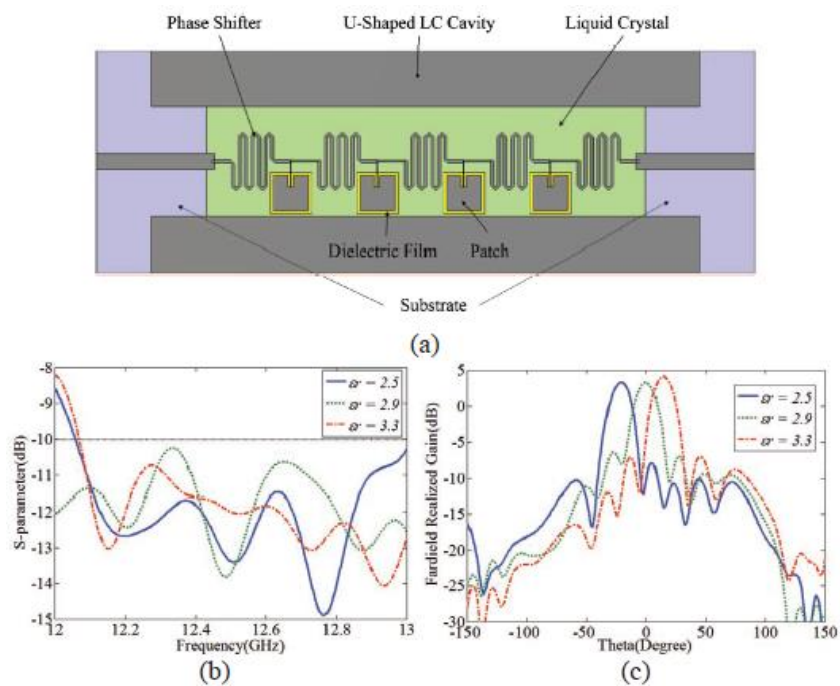 Phase Shifter U-Shaped LC Cavity Liquid Crystal
Dielectric Film Patch
Substrate
(a)
-8
-9
-10
-11
-12
-13
-14
-15
S-parameter(dB)
εr = 2.5
εr = 2.9
εr = 3.3
12 12.2 12.4 12.6 12.8 13
Frequency(GHz)
(b)
5
0
-5
-10
-15
-20
-25
-30
Fardield Realized Gain(dB)
εr = 2.5
εr = 2.9
εr = 3.3
-150 -100 -50 0 50 100 150
Theta(Degree)
(c)